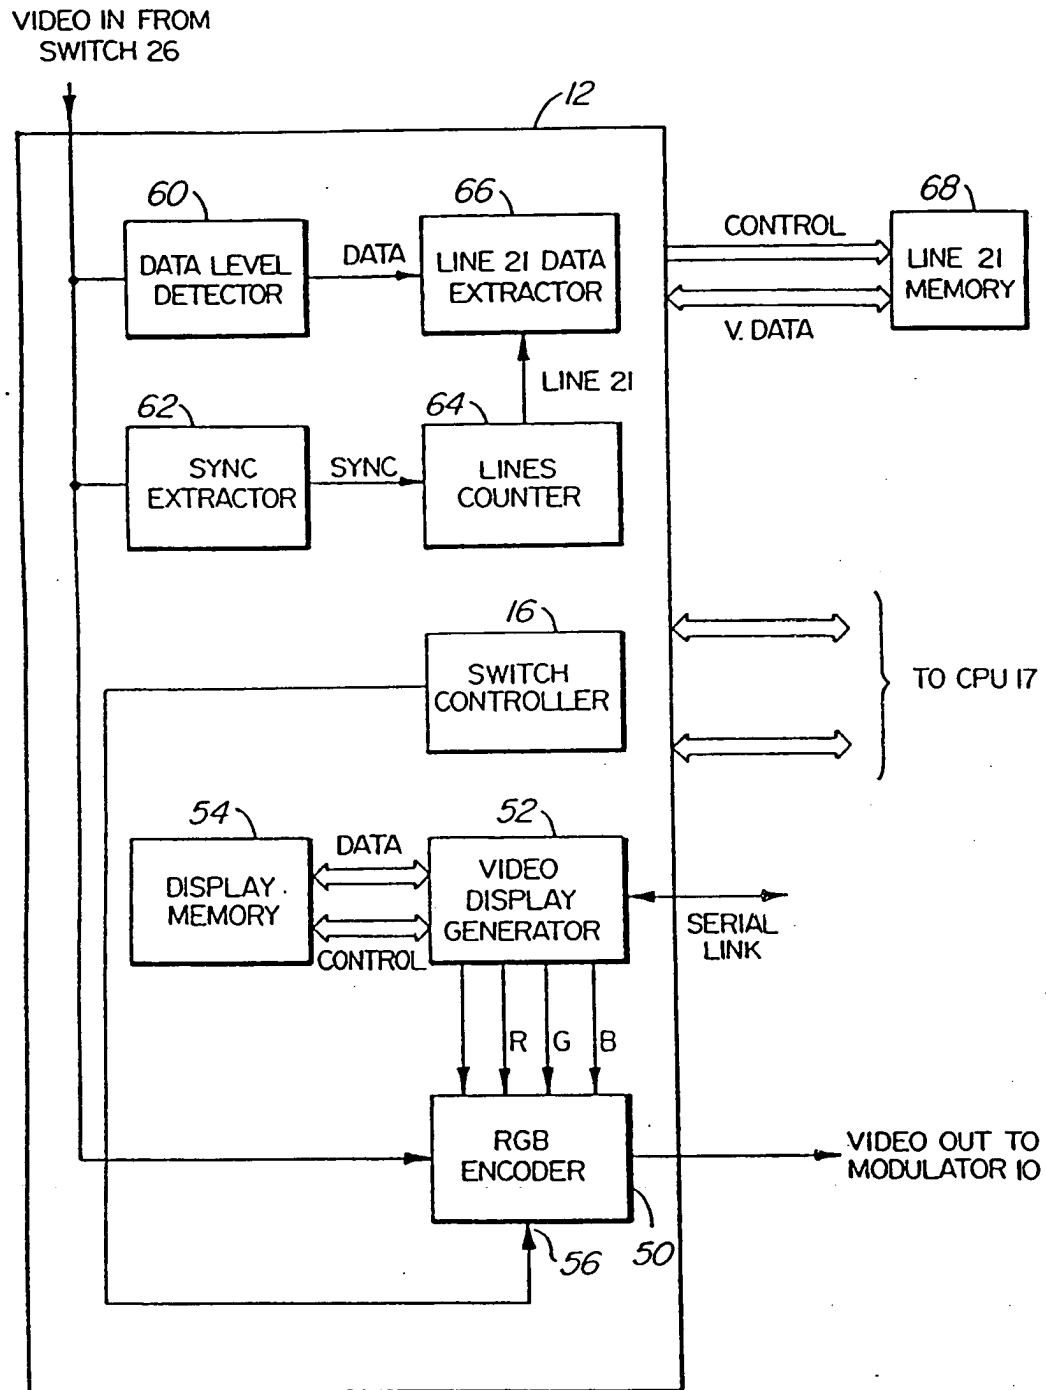 VIDEO IN FROM
SWITCH 26
12
60
66
68
DATA LEVEL
DETECTOR
DATA
LINE 21 DATA
EXTRACTOR
CONTROL
V. DATA
LINE 21
MEMORY
LINE 21
62
64
SYNC
EXTRACTOR
SYNC
LINES
COUNTER
16
SWITCH
CONTROLLER
TO CPU 17
54
52
DISPLAY
MEMORY
DATA
CONTROL
VIDEO
DISPLAY
GENERATOR
SERIAL
LINK
R
G
B
RGB
ENCODER
VIDEO OUT TO
MODULATOR 10
56
50